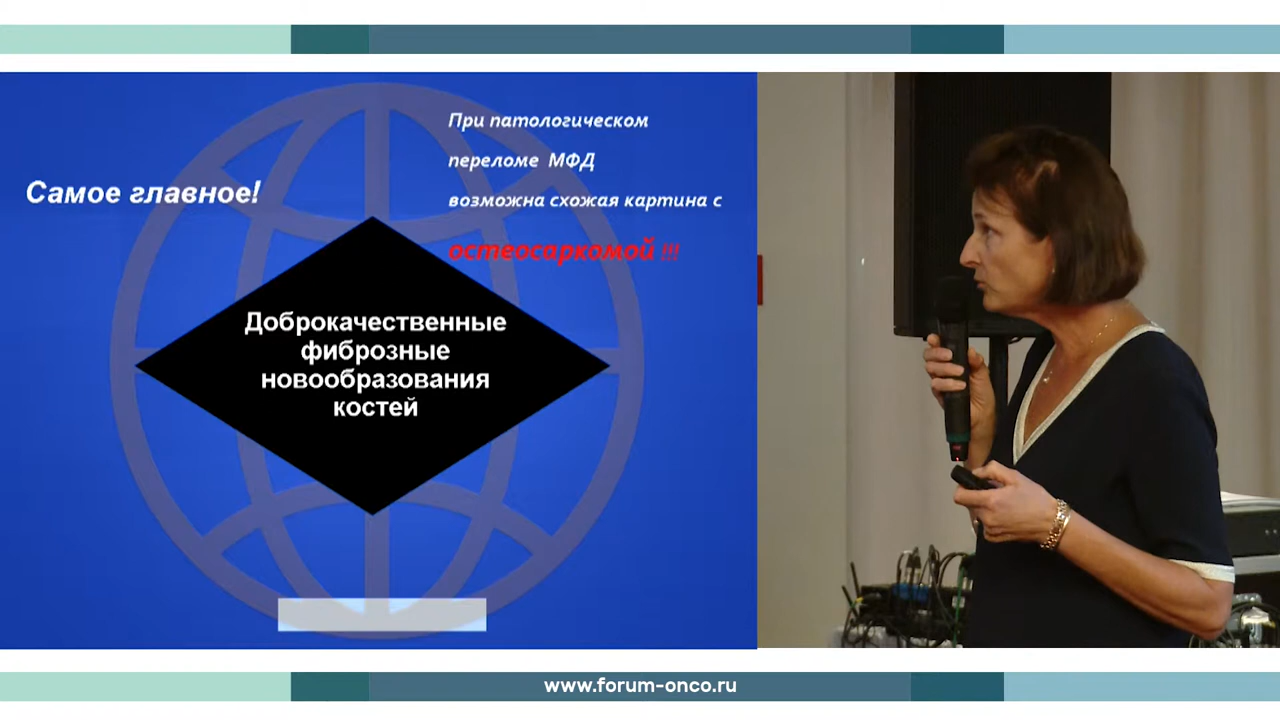 Самое главное!
При патологическом
переломе МФД
возможна схожая картина с
остеосаркомой !!!
Доброкачественные
фиброзные
новообразования
костей
www.forum-onco.ru